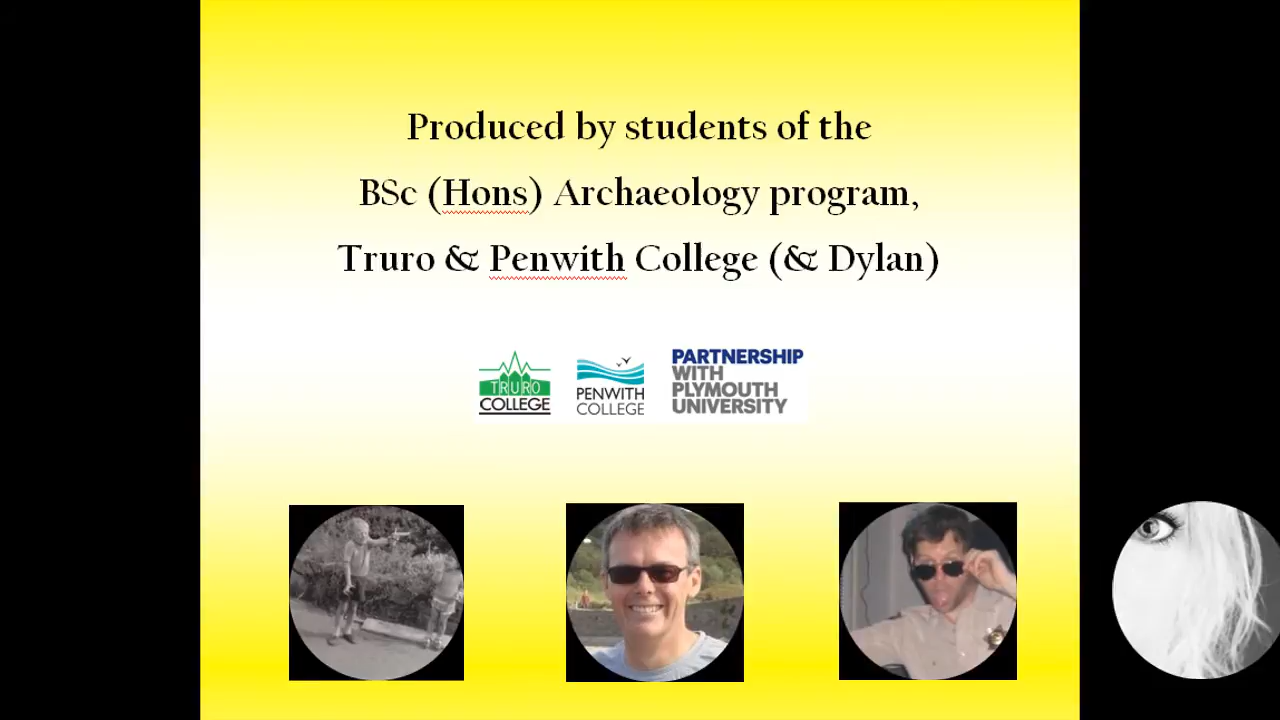 Produced by students of the
BSc (Hons) Archaeology program,
Truro & Penwith College (& Dylan)
TRURO
COLLEGE
PENWITH
COLLEGE
PARTNERSHIP
WITH
PLYMOUTH
UNIVERSITY